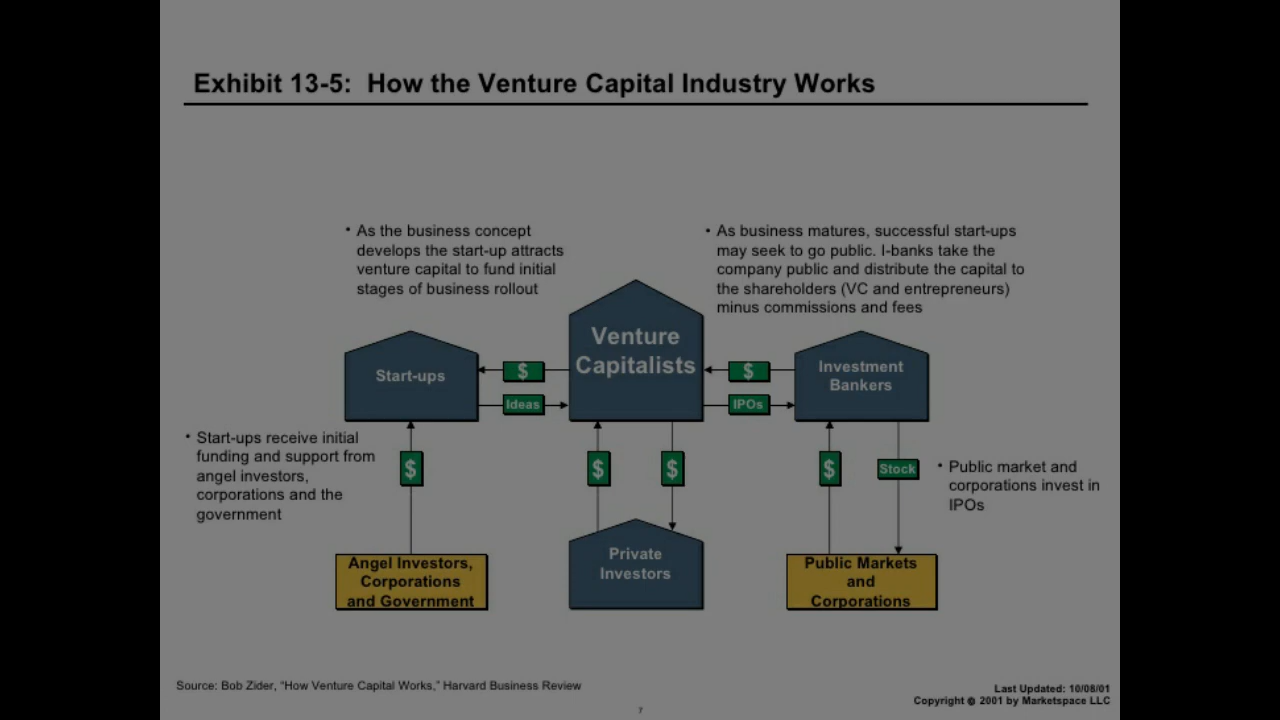 Exhibit 13-5: How the Venture Capital Industry Works
• As the business concept
develops the start-up attracts
venture capital to fund initial
stages of business rollout
• As business matures, successful start-ups
may seek to go public. I-banks take the
company public and distribute the capital to
the shareholders (VC and entrepreneurs)
minus commissions and fees
Start-ups
$
Ideas
Venture
Capitalists
$
IPOs
Investment
Bankers
• Start-ups receive initial
funding and support from
angel investors,
corporations and the
government
$
$
$
$
Stock
• Public market and
corporations invest in
IPOs
Angel Investors,
Corporations
and Government
Private
Investors
Public Markets
and
Corporations
Source: Bob Zider, “How Venture Capital Works,” Harvard Business Review
Last Updated: 10/08/01
Copyright © 2001 by Marketspace LLC
7